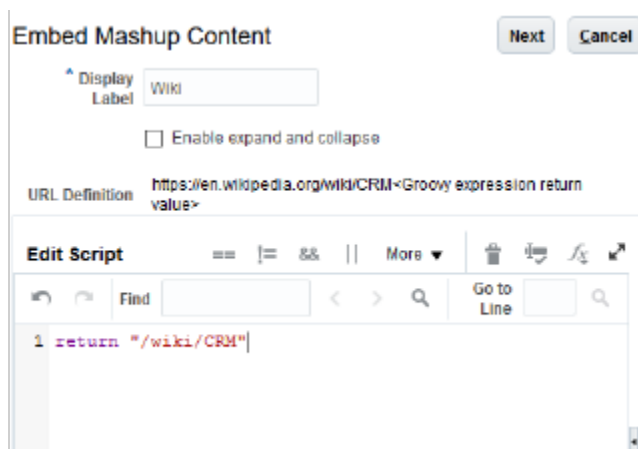 Embed Mashup Content
Next
Cancel
* Display Label
Wiki
Enable expand and collapse
URL Definition
https://en.wikipedia.org/wiki/CRM<Groovy expression return
value>
Edit Script
==
!=
&&
||
More ▼
Find
< >
Go to Line
1 return "/wiki/CRM"